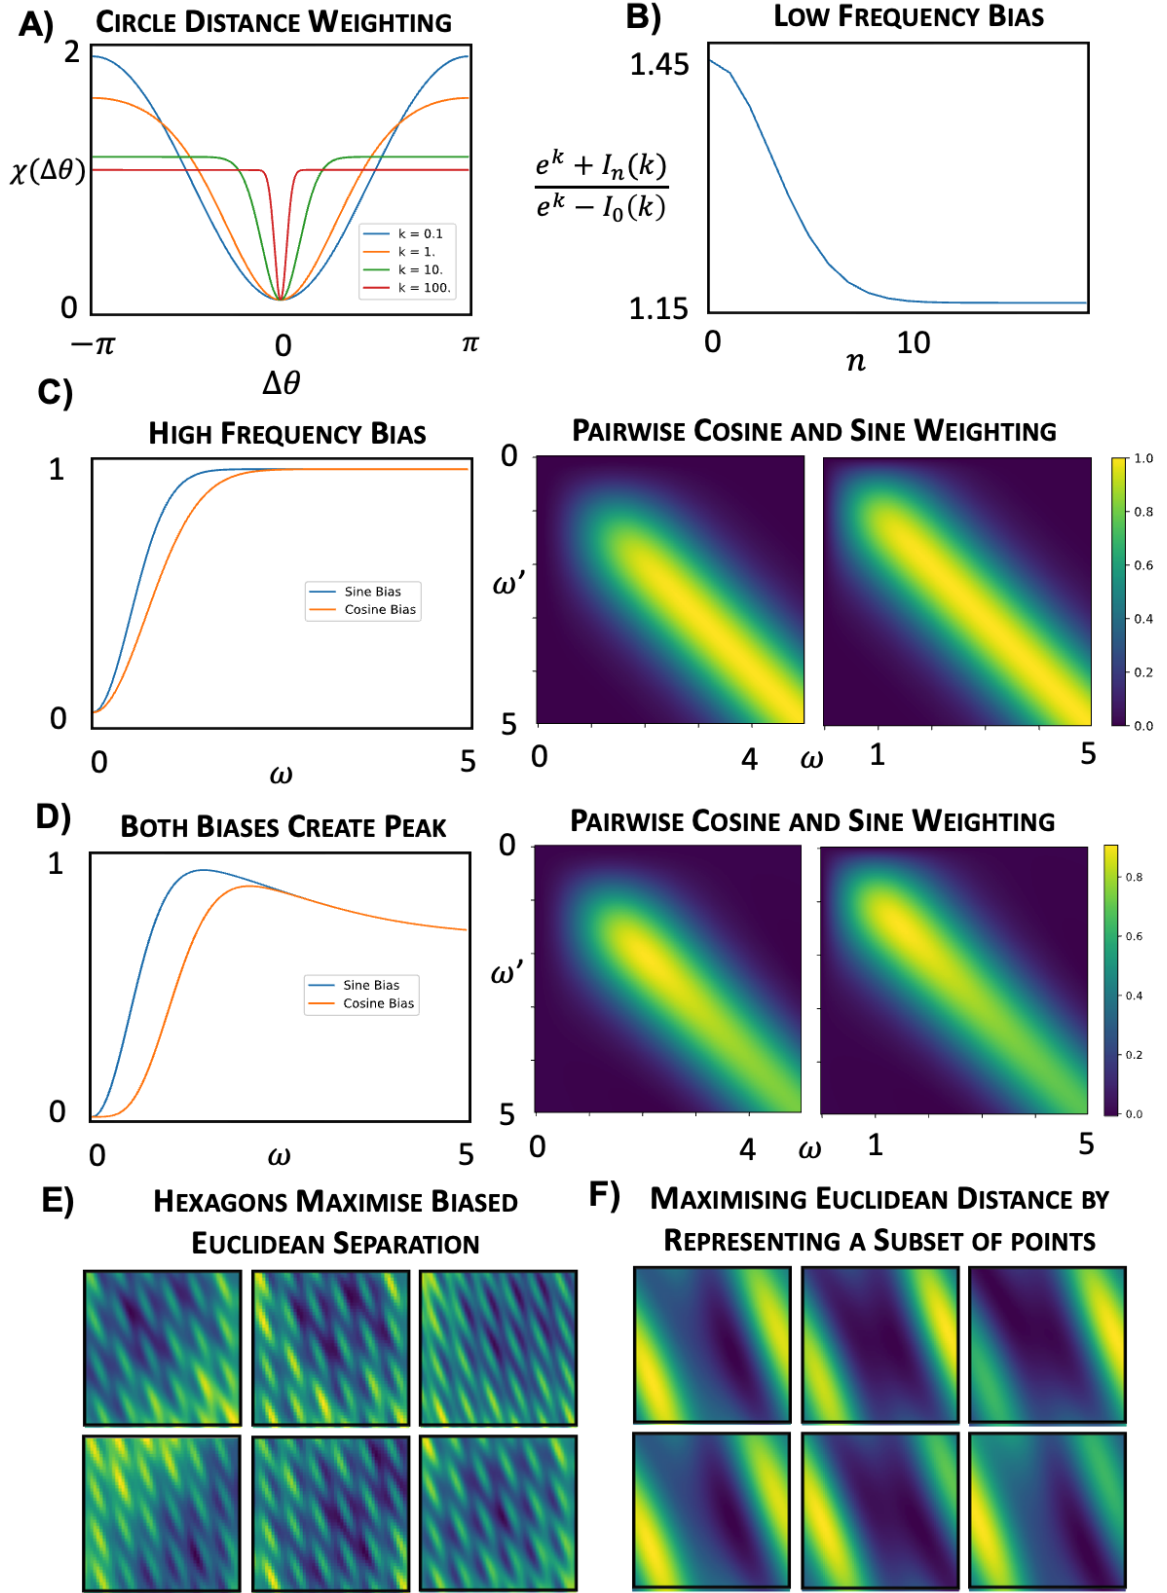 A) CIRCLE DISTANCE WEIGHTING
2
χ(Δθ)
0
k = 0.1
k = 1.
k = 10.
k = 100.
−π 0 π
Δθ
B) LOW FREQUENCY BIAS
1.45
e^k + I_n(k)
e^k − I_0(k)
1.15
0 10
n
C)
HIGH FREQUENCY BIAS
1
Sine Bias
Cosine Bias
0
0 5
ω
PAIRWISE COSINE AND SINE WEIGHTING
0
ω'
5
0 4 ω 1 5
1.0
0.8
0.6
0.4
0.2
0.0
D) BOTH BIASES CREATE PEAK
1
Sine Bias
Cosine Bias
0
0 5
ω
PAIRWISE COSINE AND SINE WEIGHTING
0
ω'
5
0 4 ω 1 5
0.8
0.6
0.4
0.2
0.0
E) HEXAGONS MAXIMISE BIASED
EUCLIDEAN SEPARATION
F) MAXIMISING EUCLIDEAN DISTANCE BY
REPRESENTING A SUBSET OF POINTS